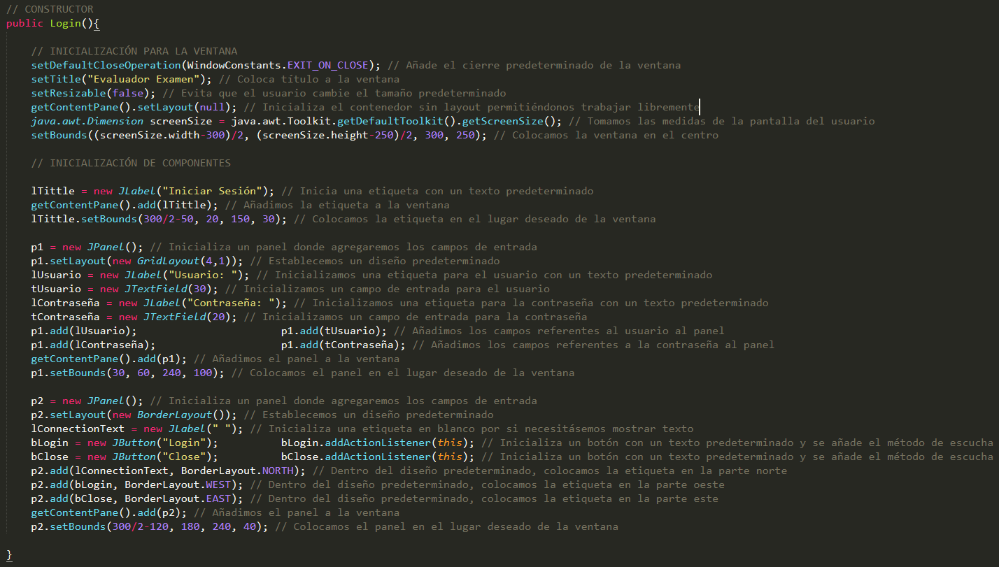 // CONSTRUCTOR
public Login(){
// INICIALIZACIÓN PARA LA VENTANA
setDefaultCloseOperation(WindowConstants.EXIT_ON_CLOSE); // Añade el cierre predeterminado de la ventana
setTitle("Evaluador Examen"); // Coloca título a la ventana
setResizable(false); // Evita que el usuario cambie el tamaño predeterminado
getContentPane().setLayout(null); // Inicializa el contenedor sin layout permitiéndonos trabajar libremente
java.awt.Dimension screenSize = java.awt.Toolkit.getDefaultToolkit().getScreenSize(); // Tomamos las medidas de la pantalla del usuario
setBounds((screenSize.width-300)/2, (screenSize.height-250)/2, 300, 250); // Colocamos la ventana en el centro
// INICIALIZACIÓN DE COMPONENTES
lTittle = new JLabel("Iniciar Sesión"); // Inicia una etiqueta con un texto predeterminado
getContentPane().add(lTittle); // Añadimos la etiqueta a la ventana
lTittle.setBounds(300/2-50, 20, 150, 30); // Colocamos la etiqueta en el lugar deseado de la ventana
p1 = new JPanel(); // Inicializa un panel donde agregaremos los campos de entrada
p1.setLayout(new GridLayout(4,1)); // Establecemos un diseño predeterminado
lUsuario = new JLabel("Usuario: "); // Inicializamos una etiqueta para el usuario con un texto predeterminado
tUsuario = new JTextField(30); // Inicializamos un campo de entrada para el usuario
lContraseña = new JLabel("Contraseña: "); // Inicializamos una etiqueta para la contraseña con un texto predeterminado
tContraseña = new JTextField(20); // Inicializamos un campo de entrada para la contraseña
p1.add(lUsuario); p1.add(tUsuario); // Añadimos los campos referentes al usuario al panel
p1.add(lContraseña); p1.add(tContraseña); // Añadimos los campos referentes a la contraseña al panel
getContentPane().add(p1); // Añadimos el panel a la ventana
p1.setBounds(30, 60, 240, 100); // Colocamos el panel en el lugar deseado de la ventana
p2 = new JPanel(); // Inicializa un panel donde agregaremos los campos de entrada
p2.setLayout(new BorderLayout()); // Establecemos un diseño predeterminado
lConnectionText = new JLabel(" "); // Inicializa una etiqueta en blanco por si necesitásemos mostrar texto
bLogin = new JButton("Login"); bLogin.addActionListener(this); // Inicializa un botón con un texto predeterminado y se añade el método de escucha
bClose = new JButton("Close"); bClose.addActionListener(this); // Inicializa un botón con un texto predeterminado y se añade el método de escucha
p2.add(lConnectionText, BorderLayout.NORTH); // Dentro del diseño predeterminado, colocamos la etiqueta en la parte norte
p2.add(bLogin, BorderLayout.WEST); // Dentro del diseño predeterminado, colocamos la etiqueta en la parte oeste
p2.add(bClose, BorderLayout.EAST); // Dentro del diseño predeterminado, colocamos la etiqueta en la parte este
getContentPane().add(p2); // Añadimos el panel a la ventana
p2.setBounds(300/2-120, 180, 240, 40); // Colocamos el panel en el lugar deseado de la ventana
}